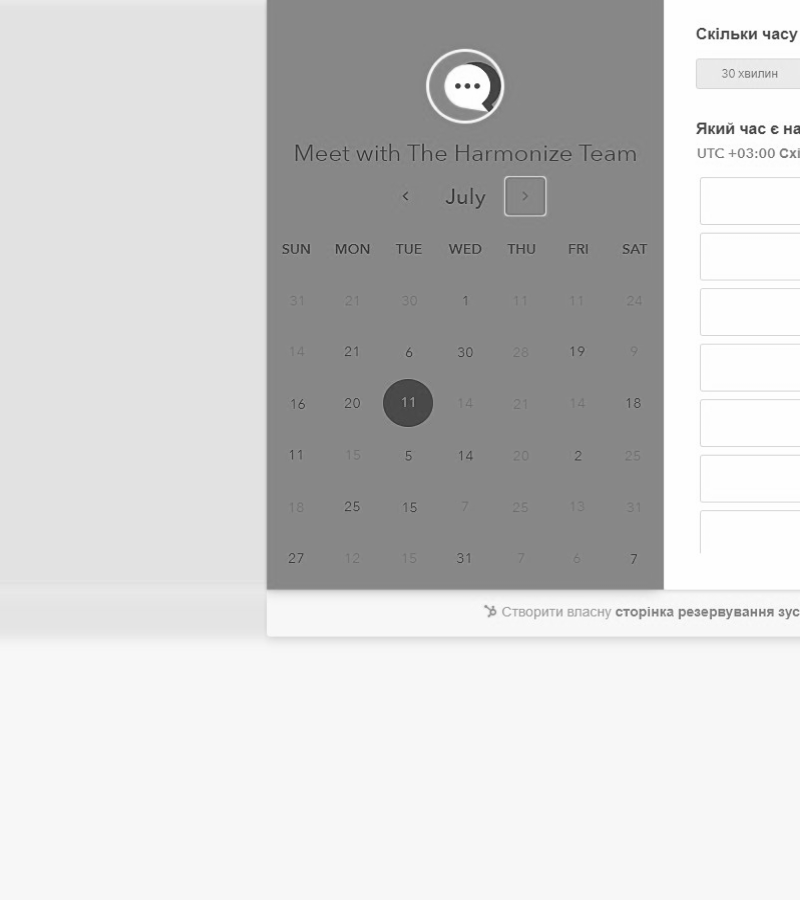 Meet with The Harmonize Team
July
SUN MON TUE WED THU FRI SAT
31 21 30 1 11 11 24
14 21 6 30 28 19 9
16 20 11 14 21 14 18
11 15 5 14 20 2 25
18 25 15 7 25 13 31
27 12 15 31 7 6 7
Скільки часу
30 хвилин
Який час є на
UTC +03:00 Схі
Створити власну сторінка резервування зус